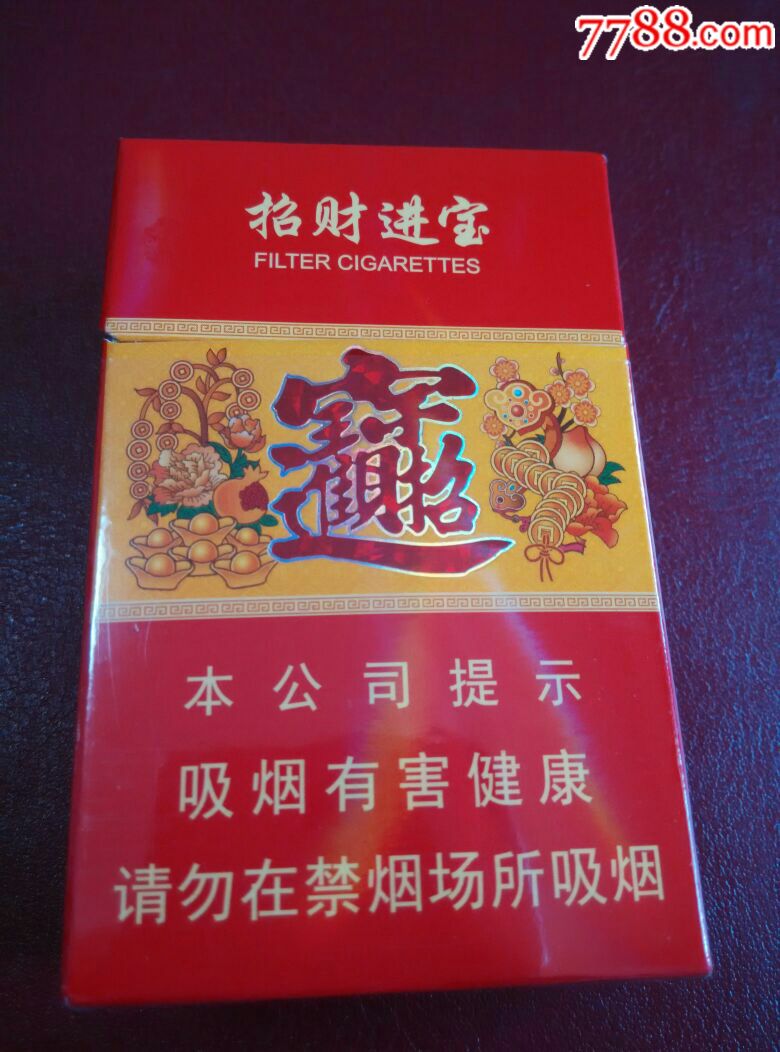 7788.com
招财进宝
FILTER CIGARETTES
本公司提示
吸烟有害健康
请勿在禁烟场所吸烟